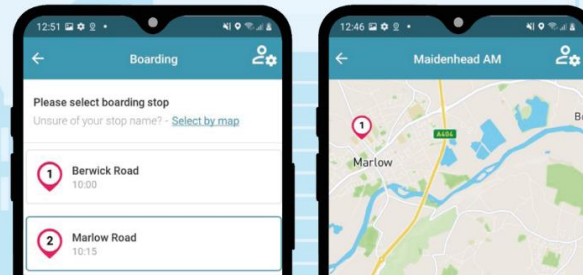 12:51
Boarding
Please select boarding stop
Unsure of your stop name? - Select by map
1 Berwick Road
10:00
2 Marlow Road
10:15
12:46
Maidenhead AM
1
A404
Marlow